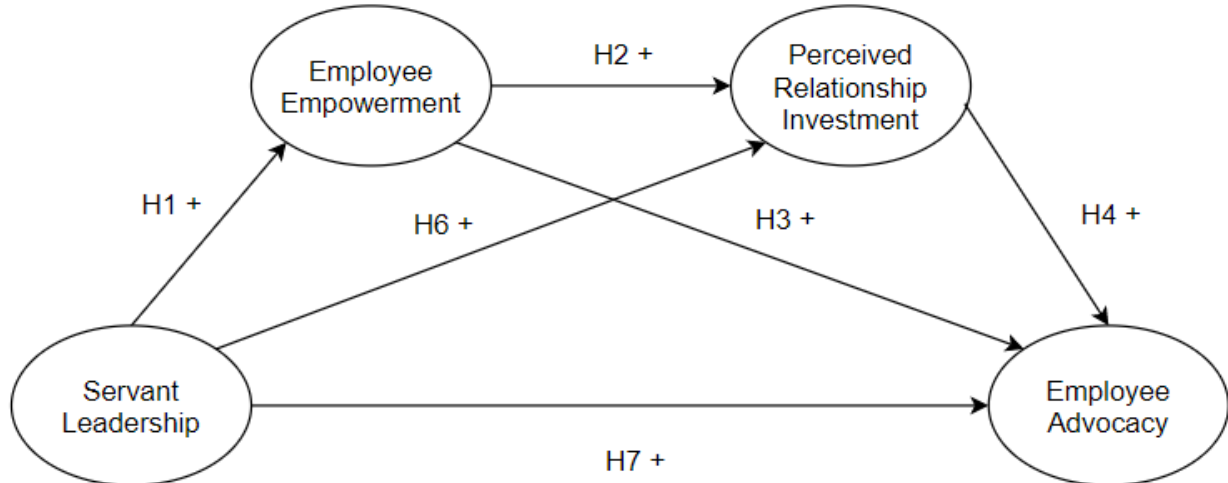 Employee
Empowerment
H2 +
Perceived
Relationship
Investment
H1 +
H6 +
H3 +
H4 +
Servant
Leadership
H7 +
Employee
Advocacy